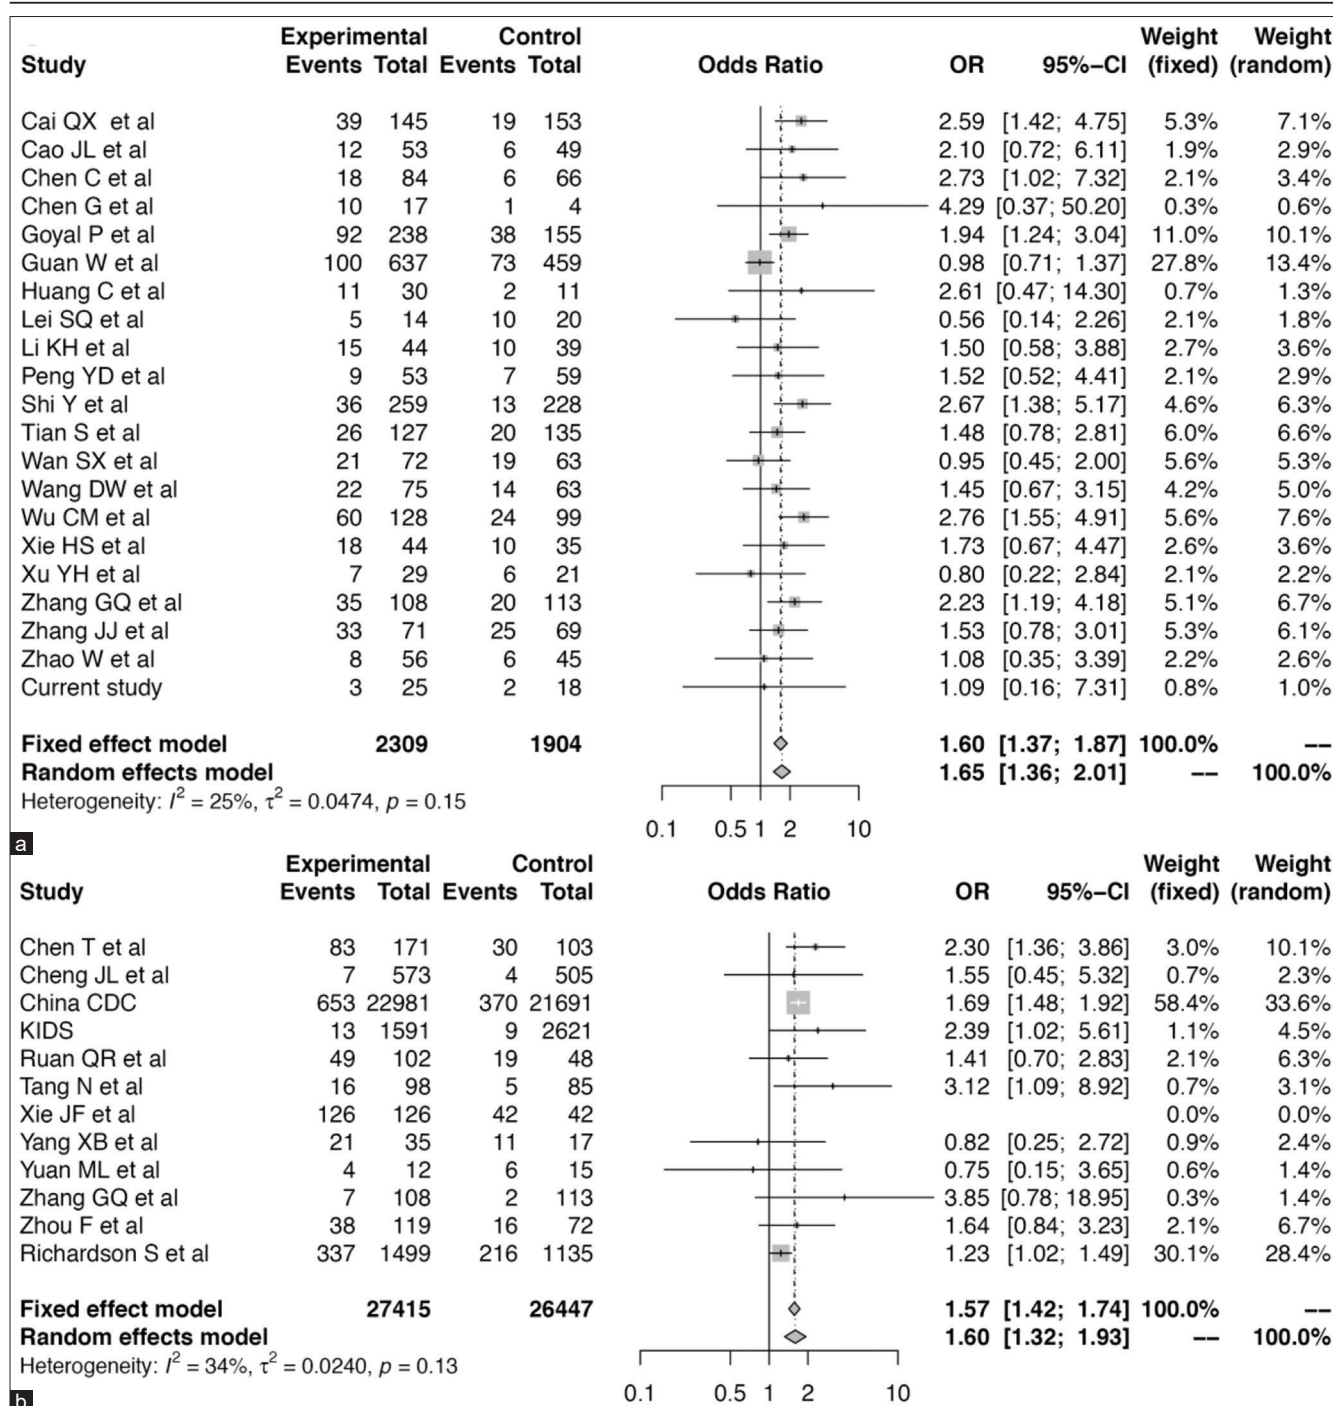 Experimental Control Weight Weight
Study Events Total Events Total Odds Ratio OR 95%−CI (fixed) (random)
Cai QX et al 39 145 19 153 2.59 [1.42; 4.75] 5.3% 7.1%
Cao JL et al 12 53 6 49 2.10 [0.72; 6.11] 1.9% 2.9%
Chen C et al 18 84 6 66 2.73 [1.02; 7.32] 2.1% 3.4%
Chen G et al 10 17 1 4 4.29 [0.37; 50.20] 0.3% 0.6%
Goyal P et al 92 238 38 155 1.94 [1.24; 3.04] 11.0% 10.1%
Guan W et al 100 637 73 459 0.98 [0.71; 1.37] 27.8% 13.4%
Huang C et al 11 30 2 11 2.61 [0.47; 14.30] 0.7% 1.3%
Lei SQ et al 5 14 10 20 0.56 [0.14; 2.26] 2.1% 1.8%
Li KH et al 15 44 10 39 1.50 [0.58; 3.88] 2.7% 3.6%
Peng YD et al 9 53 7 59 1.52 [0.52; 4.41] 2.1% 2.9%
Shi Y et al 36 259 13 228 2.67 [1.38; 5.17] 4.6% 6.3%
Tian S et al 26 127 20 135 1.48 [0.78; 2.81] 6.0% 6.6%
Wan SX et al 21 72 19 63 0.95 [0.45; 2.00] 5.6% 5.3%
Wang DW et al 22 75 14 63 1.45 [0.67; 3.15] 4.2% 5.0%
Wu CM et al 60 128 24 99 2.76 [1.55; 4.91] 5.6% 7.6%
Xie HS et al 18 44 10 35 1.73 [0.67; 4.47] 2.6% 3.6%
Xu YH et al 7 29 6 21 0.80 [0.22; 2.84] 2.1% 2.2%
Zhang GQ et al 35 108 20 113 2.23 [1.19; 4.18] 5.1% 6.7%
Zhang JJ et al 33 71 25 69 1.53 [0.78; 3.01] 5.3% 6.1%
Zhao W et al 8 56 6 45 1.08 [0.35; 3.39] 2.2% 2.6%
Current study 3 25 2 18 1.09 [0.16; 7.31] 0.8% 1.0%
Fixed effect model 2309 1904 1.60 [1.37; 1.87] 100.0% −−
Random effects model 1.65 [1.36; 2.01] −− 100.0%
Heterogeneity: I² = 25%, τ² = 0.0474, p = 0.15
0.1 0.5 1 2 10
a
Experimental Control Weight Weight
Study Events Total Events Total Odds Ratio OR 95%−CI (fixed) (random)
Chen T et al 83 171 30 103 2.30 [1.36; 3.86] 3.0% 10.1%
Cheng JL et al 7 573 4 505 1.55 [0.45; 5.32] 0.7% 2.3%
China CDC 653 22981 370 21691 1.69 [1.48; 1.92] 58.4% 33.6%
KIDS 13 1591 9 2621 2.39 [1.02; 5.61] 1.1% 4.5%
Ruan QR et al 49 102 19 48 1.41 [0.70; 2.83] 2.1% 6.3%
Tang N et al 16 98 5 85 3.12 [1.09; 8.92] 0.7% 3.1%
Xie JF et al 126 126 42 42 0.0% 0.0%
Yang XB et al 21 35 11 17 0.82 [0.25; 2.72] 0.9% 2.4%
Yuan ML et al 4 12 6 15 0.75 [0.15; 3.65] 0.6% 1.4%
Zhang GQ et al 7 108 2 113 3.85 [0.78; 18.95] 0.3% 1.4%
Zhou F et al 38 119 16 72 1.64 [0.84; 3.23] 2.1% 6.7%
Richardson S et al 337 1499 216 1135 1.23 [1.02; 1.49] 30.1% 28.4%
Fixed effect model 27415 26447 1.57 [1.42; 1.74] 100.0% −−
Random effects model 1.60 [1.32; 1.93] −− 100.0%
Heterogeneity: I² = 34%, τ² = 0.0240, p = 0.13
0.1 0.5 1 2 10
b